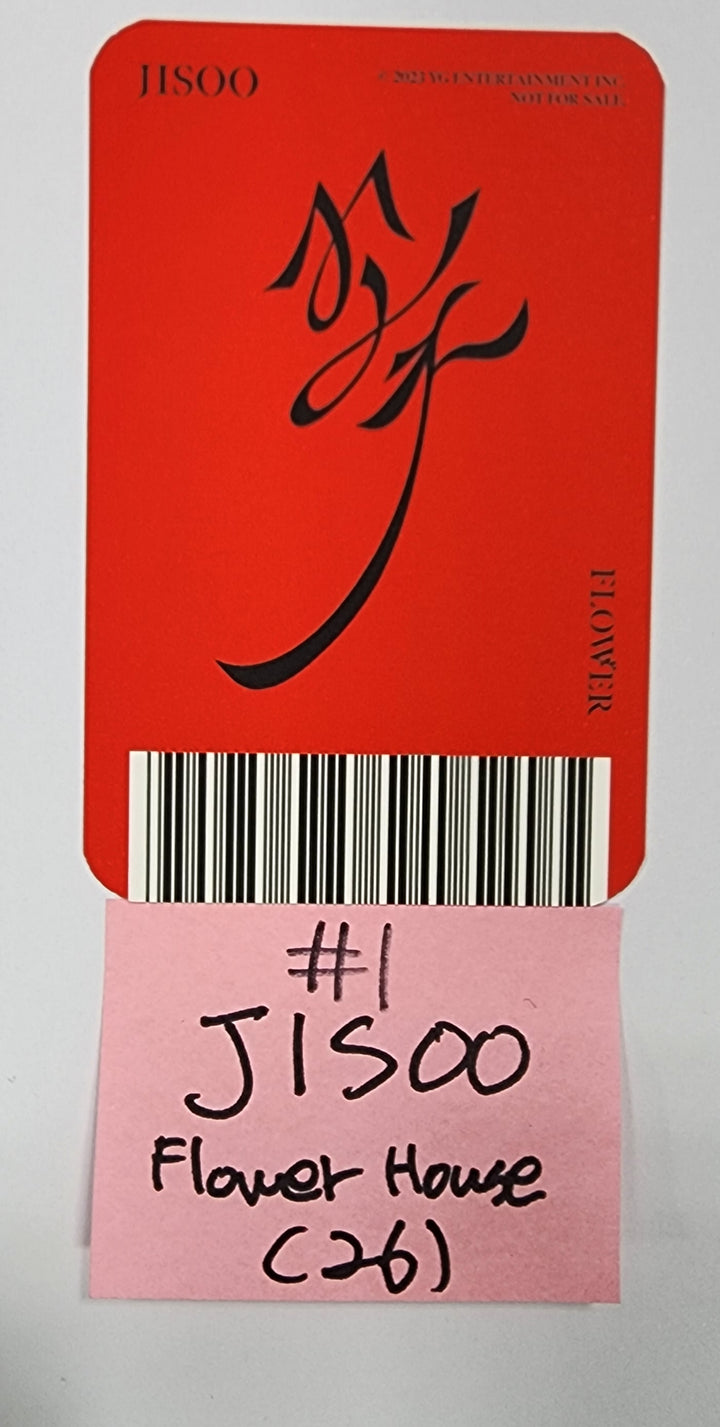 JISOO
© 2023 YG ENTERTAINMENT INC.
NOT FOR SALE.
FLOWER
#1
JISOO
Flower House
(26)